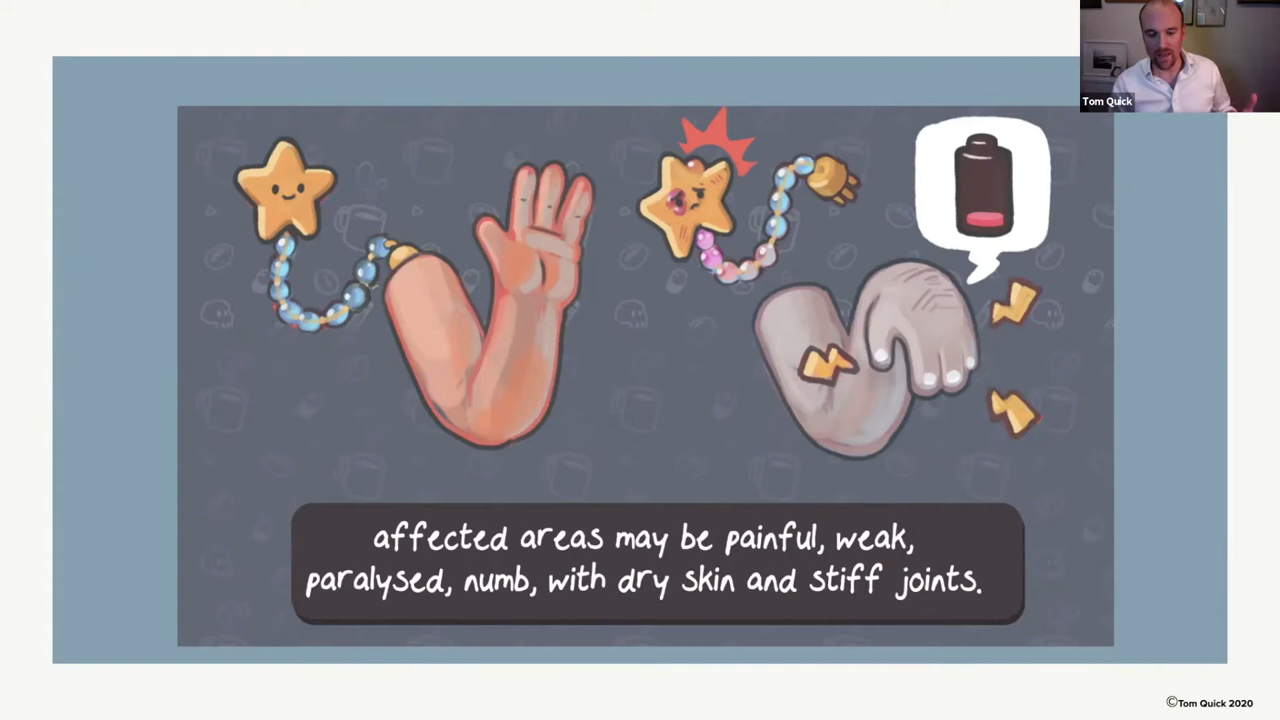 Tom Quick
affected areas may be painful, weak,
paralysed, numb, with dry skin and stiff joints.
©Tom Quick 2020